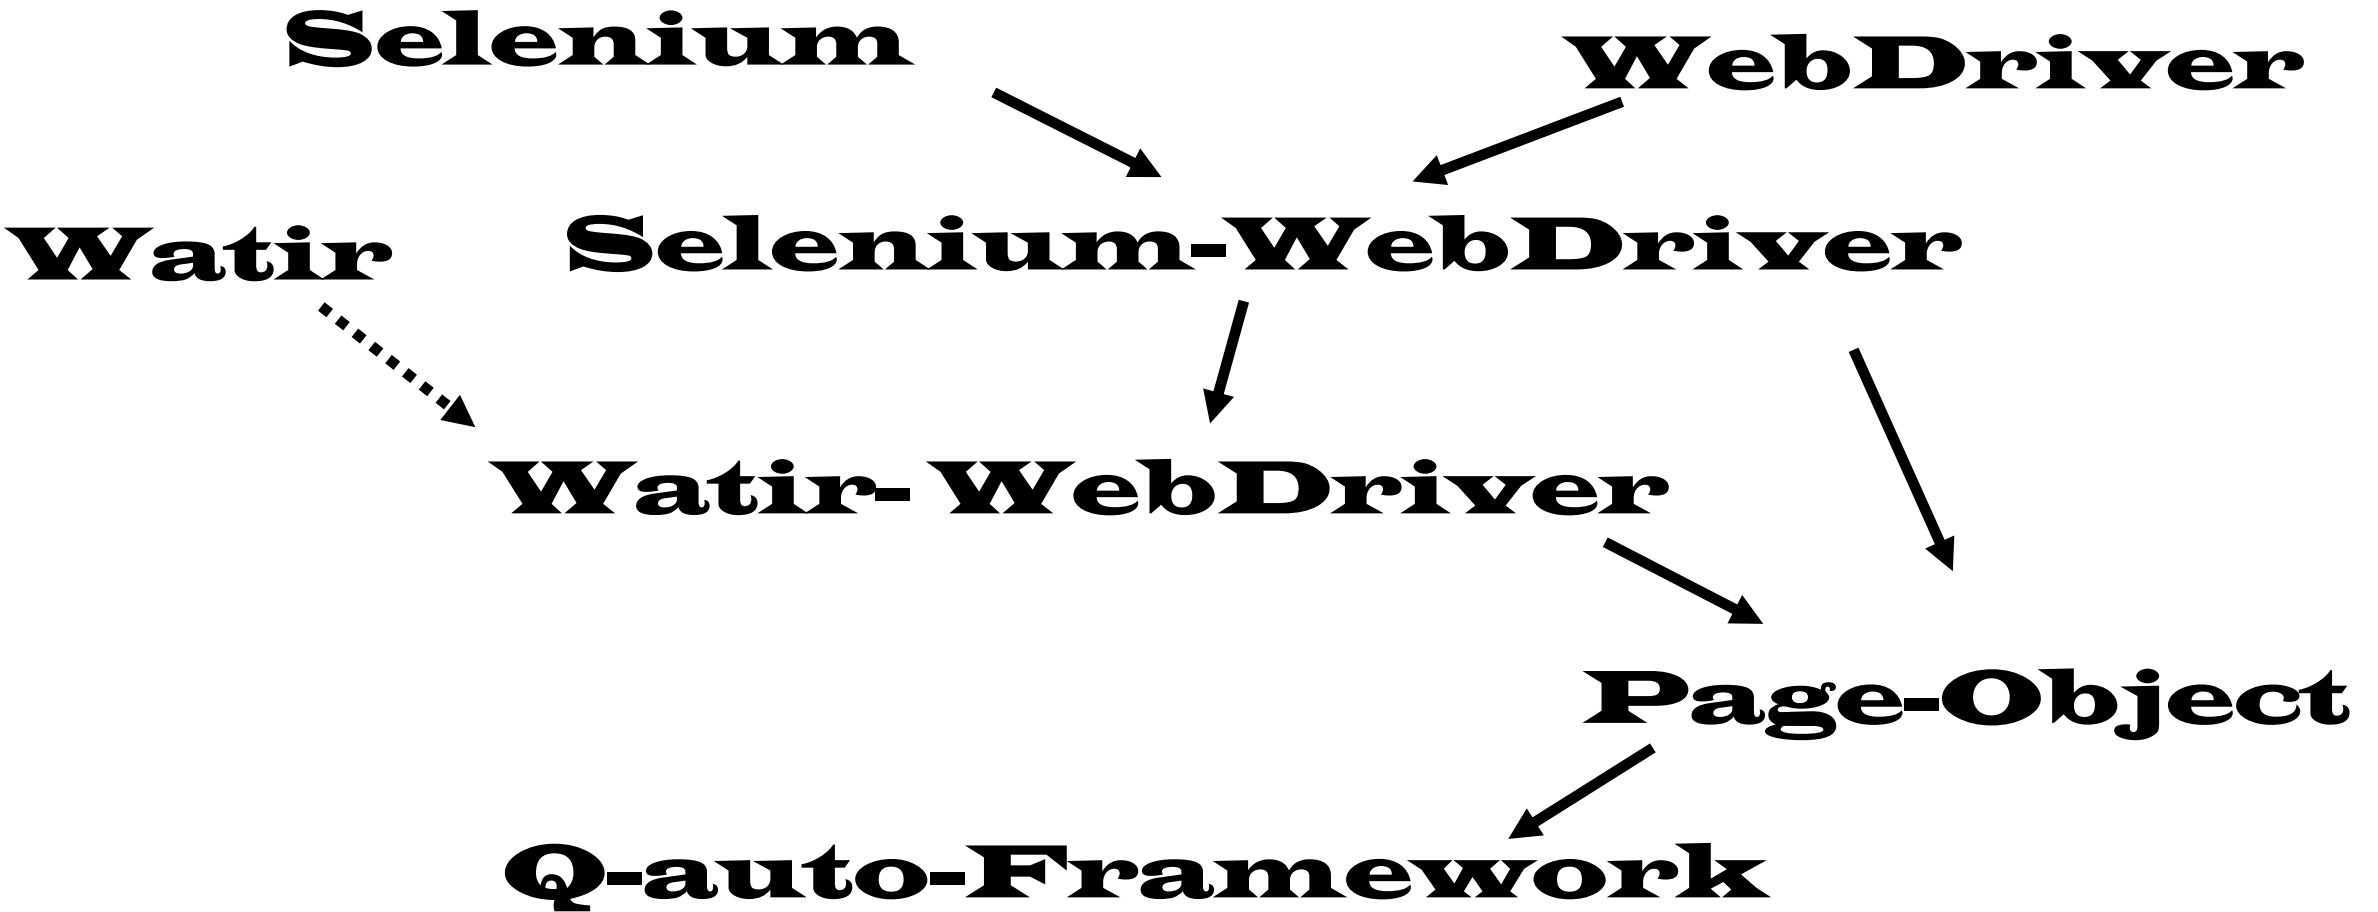 Selenium
WebDriver
Watir
Selenium-WebDriver
Watir- WebDriver
Page-Object
Q-auto-Framework